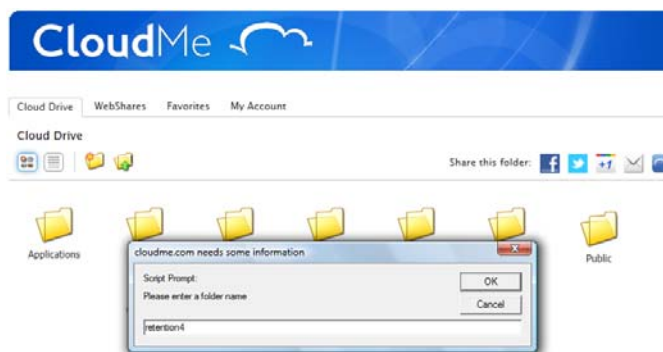 CloudMe
Cloud Drive WebShares Favorites My Account
Cloud Drive
Share this folder: f +1
Applications
Public
cloudme.com needs some information
Script Prompt:
OK
Please enter a folder name
Cancel
retention4